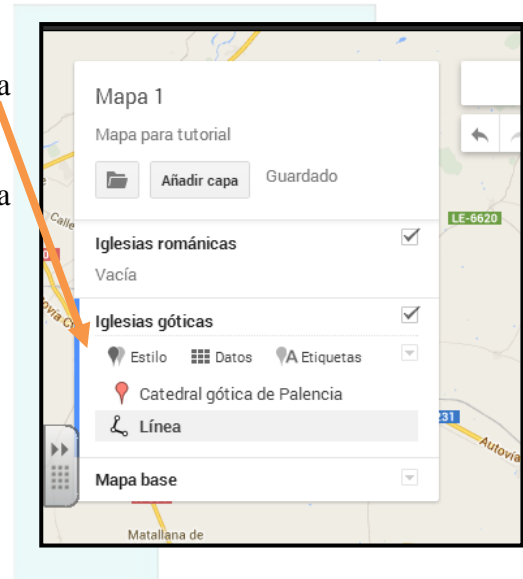 a
a
Mapa 1
Mapa para tutorial
Añadir capa Guardado
LE-6620
Calle
Iglesias románicas
Vacía
Iglesias góticas
Estilo Datos A Etiquetas
Catedral gótica de Palencia
Línea
231
Autovía
Mapa base
Matallana de